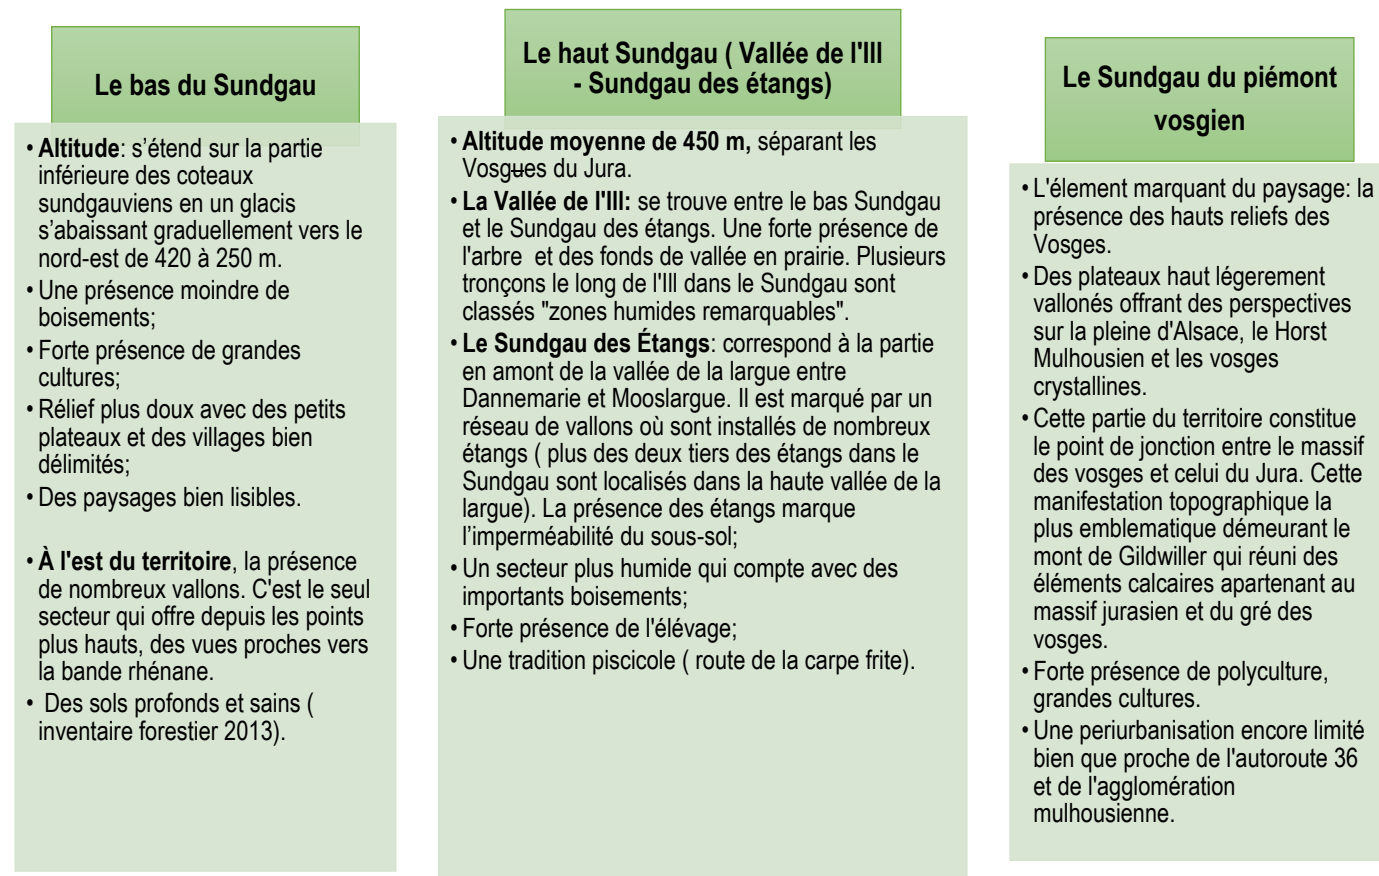 Le bas du Sundgau
• Altitude: s’étend sur la partie
inférieure des coteaux
sundgauviens en un glacis
s’abaissant graduellement vers le
nord-est de 420 à 250 m.
• Une présence moindre de
boisements;
• Forte présence de grandes
cultures;
• Rélief plus doux avec des petits
plateaux et des villages bien
délimités;
• Des paysages bien lisibles.
• À l'est du territoire, la présence
de nombreux vallons. C'est le seul
secteur qui offre depuis les points
plus hauts, des vues proches vers
la bande rhénane.
• Des sols profonds et sains (
inventaire forestier 2013).
Le haut Sundgau ( Vallée de l'Ill
- Sundgau des étangs)
• Altitude moyenne de 450 m, séparant les
Vosgues du Jura.
• La Vallée de l'Ill: se trouve entre le bas Sundgau
et le Sundgau des étangs. Une forte présence de
l'arbre et des fonds de vallée en prairie. Plusieurs
tronçons le long de l'Ill dans le Sundgau sont
classés "zones humides remarquables".
• Le Sundgau des Étangs: correspond à la partie
en amont de la vallée de la largue entre
Dannemarie et Mooslargue. Il est marqué par un
réseau de vallons où sont installés de nombreux
étangs ( plus des deux tiers des étangs dans le
Sundgau sont localisés dans la haute vallée de la
largue). La présence des étangs marque
l’imperméabilité du sous-sol;
• Un secteur plus humide qui compte avec des
importants boisements;
• Forte présence de l'élévage;
• Une tradition piscicole ( route de la carpe frite).
Le Sundgau du piémont
vosgien
• L'élement marquant du paysage: la
présence des hauts reliefs des
Vosges.
• Des plateaux haut légerement
vallonés offrant des perspectives
sur la pleine d'Alsace, le Horst
Mulhousien et les vosges
crystallines.
• Cette partie du territoire constitue
le point de jonction entre le massif
des vosges et celui du Jura. Cette
manifestation topographique la
plus emblematique démeurant le
mont de Gildwiller qui réuni des
éléments calcaires apartenant au
massif jurasien et du gré des
vosges.
• Forte présence de polyculture,
grandes cultures.
• Une periurbanisation encore limité
bien que proche de l'autoroute 36
et de l'agglomération
mulhousienne.